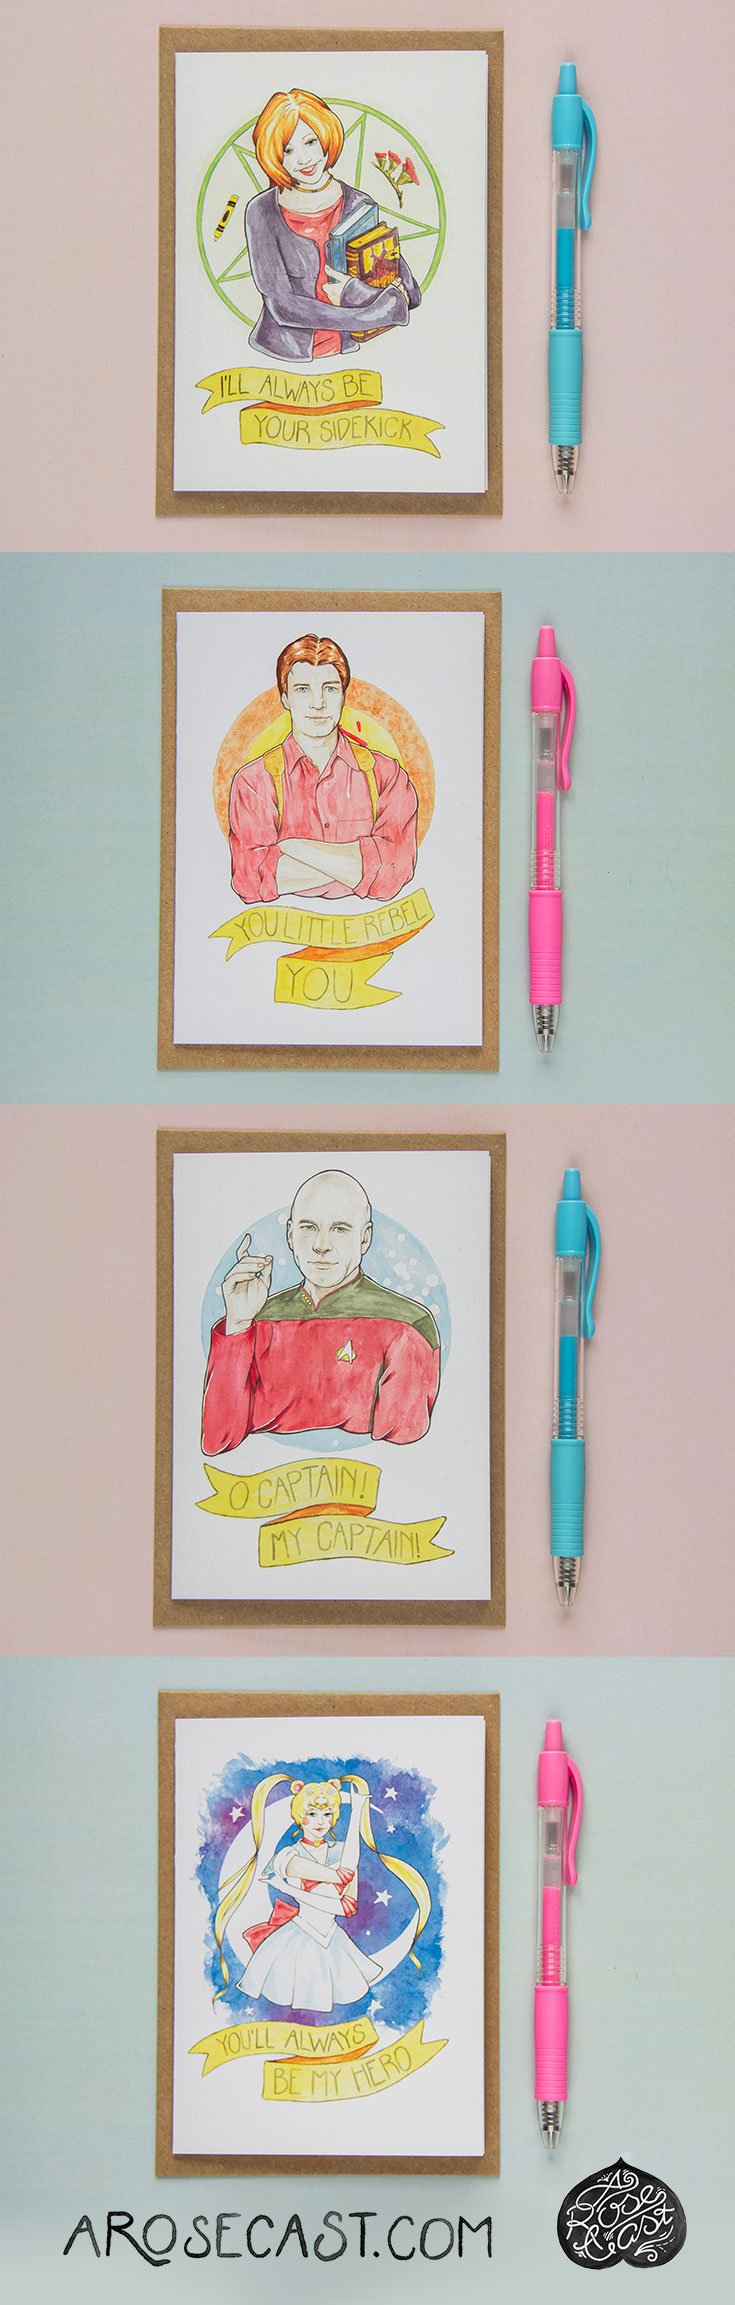 I'LL ALWAYS BE
YOUR SIDEKICK
YOU LITTLE REBEL
YOU
O CAPTAIN!
MY CAPTAIN!
YOU'LL ALWAYS
BE MY HERO
AROSECAST.COM
A Rose
Cast